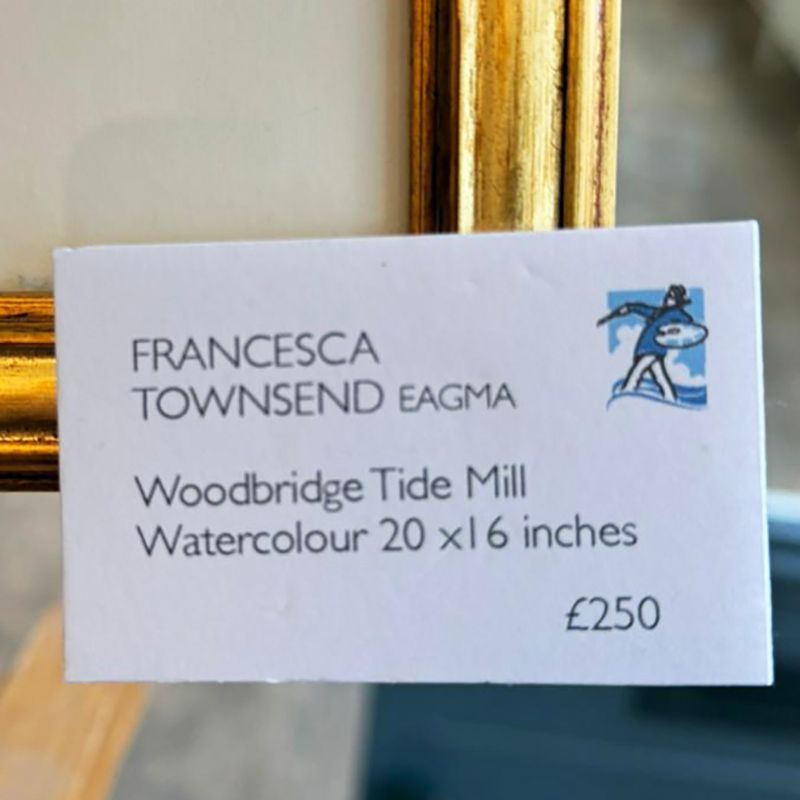 FRANCESCA
TOWNSEND EAGMA
Woodbridge Tide Mill
Watercolour 20 x16 inches
£250